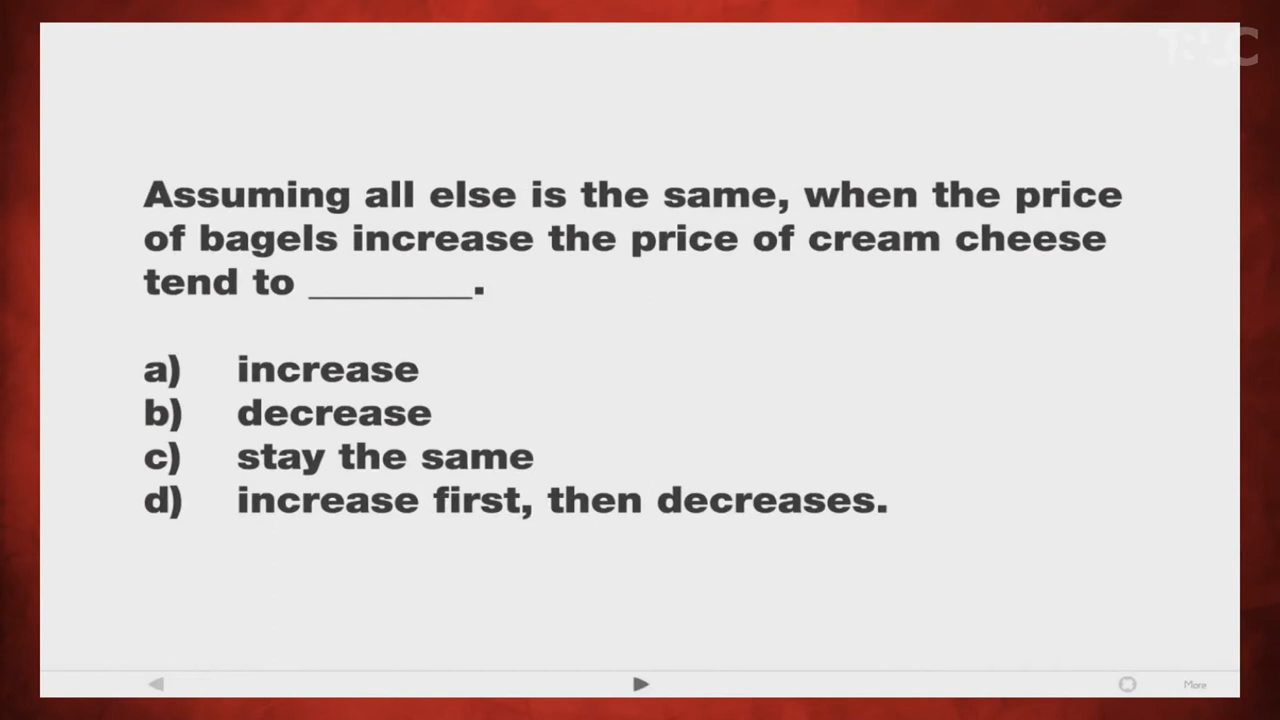 Assuming all else is the same, when the price
of bagels increase the price of cream cheese
tend to ________.
a) increase
b) decrease
c) stay the same
d) increase first, then decreases.
More